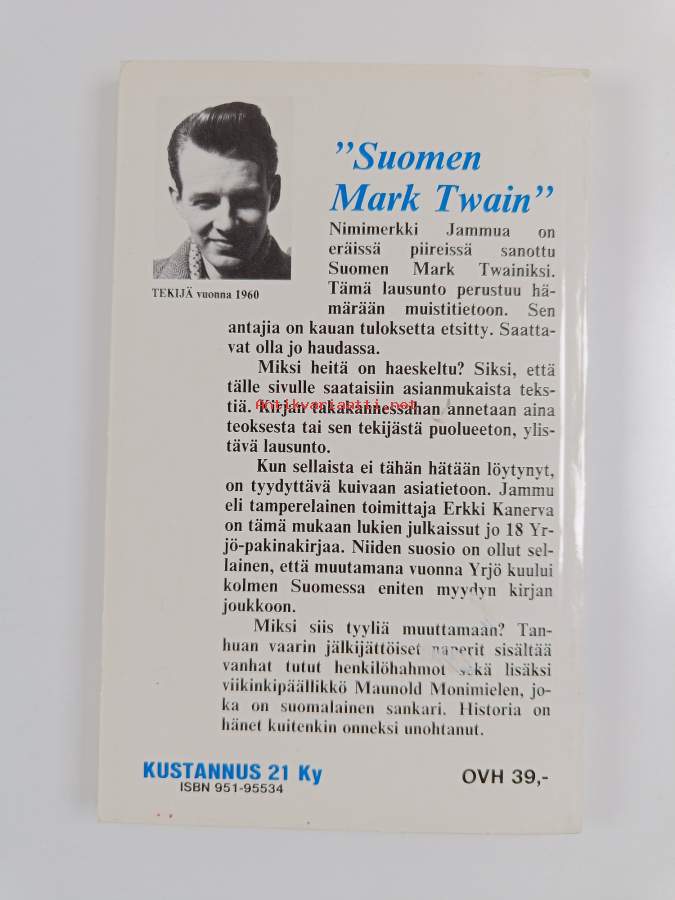 ”Suomen
Mark Twain”
TEKIJÄ vuonna 1960
Nimimerkki Jammua on
eräissä piireissä sanottu
Suomen Mark Twainiksi.
Tämä lausunto perustuu hä-
märään muistitietoon. Sen
antajia on kauan tuloksetta etsitty. Saatta-
vat olla jo haudassa.
Miksi heitä on haeskeltu? Siksi, että
tälle sivulle saataisiin asianmukaista teks-
tiä. Kirjan takakannessahan annetaan aina
Antikvariaatti.net
teoksesta tai sen tekijästä puolueeton, ylis-
tävä lausunto.
Kun sellaista ei tähän hätään löytynyt,
on tyydyttävä kuivaan asiatietoon. Jammu
eli tamperelainen toimittaja Erkki Kanerva
on tämä mukaan lukien julkaissut jo 18 Yr-
jö-pakinakirjaa. Niiden suosio on ollut sel-
lainen, että muutamana vuonna Yrjö kuului
kolmen Suomessa eniten myydyn kirjan
joukkoon.
Miksi siis tyyliä muuttamaan? Tan-
huan vaarin jälkijättöiset paperit sisältää
vanhat tutut henkilöhahmot sekä lisäksi
viikinkipäällikkö Maunold Monimielen, jo-
ka on suomalainen sankari. Historia on
hänet kuitenkin onneksi unohtanut.
KUSTANNUS 21 Ky
ISBN 951-95534
OVH 39,-